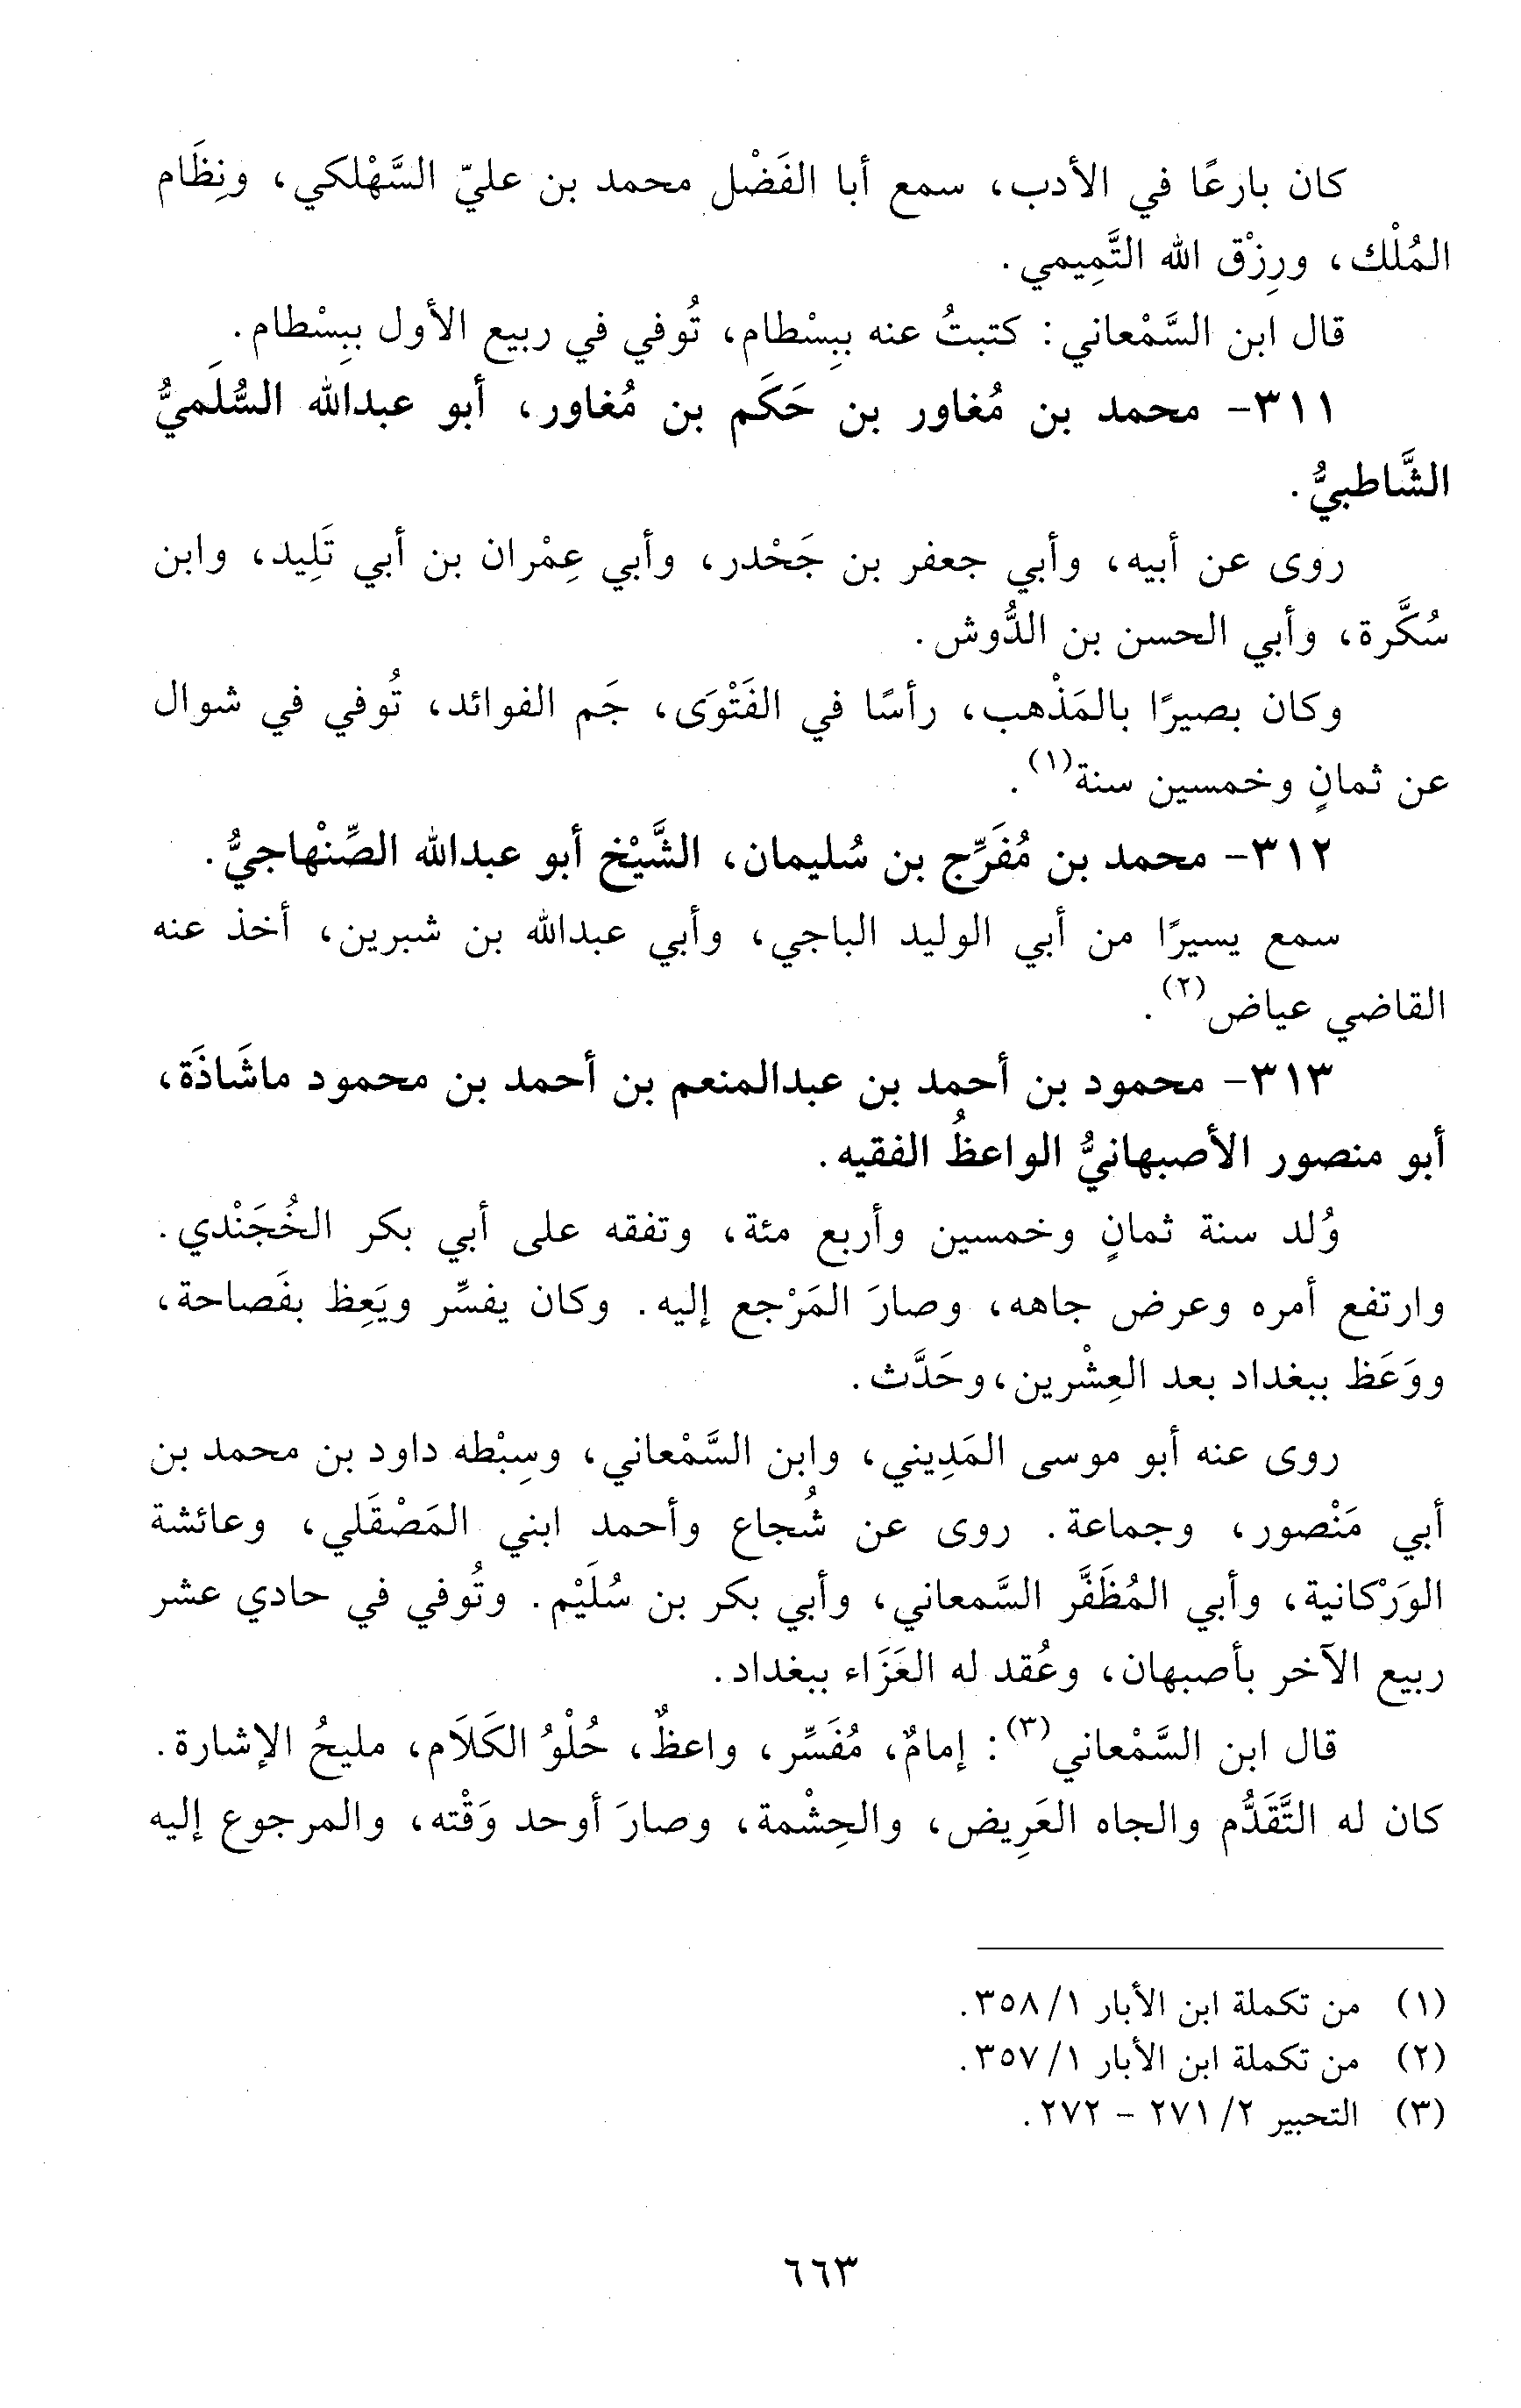 كان بارعًا في الأدب، سمع أبا الفَضْل محمد بن عليّ السَّهْلكي، ونِظَام
المُلْك، ورِزْق الله التَّمِيمي.
قال ابن السَّمْعاني: كتبتُ عنه ببِسْطام، تُوفي في ربيع الأول ببِسْطام.
٣١١- محمد بن مُغاور بن حَكَم بن مُغاور، أبو عبدالله السُّلَميُّ
الشَّاطبيُّ.
روى عن أبيه، وأبي جعفر بن جَحْدر، وأبي عِمْران بن أبي تَلِيد، وابن
سُكَّرة، وأبي الحسن بن الدُّوش.
وكان بصيرًا بالمَذْهب، رأسًا في الفَتْوَى، جَم الفوائد، تُوفي في شوال
عن ثمانٍ وخمسين سنة(١).
٣١٢- محمد بن مُفَرِّج بن سُليمان، الشَّيْخ أبو عبدالله الصِّنْهاجيُّ.
سمع يسيرًا من أبي الوليد الباجي، وأبي عبدالله بن شبرين، أخذ عنه
القاضي عياض(٢).
٣١٣- محمود بن أحمد بن عبدالمنعم بن أحمد بن محمود ماشَاذَة،
أبو منصور الأصبهانيُّ الواعظُ الفقيه.
وُلد سنة ثمانٍ وخمسين وأربع مئة، وتفقه على أبي بكر الخُجَنْدي.
وارتفع أمره وعرض جاهه، وصارَ المَرْجع إليه. وكان يفسِّر ويَعِظ بفَصاحة،
ووَعَظ ببغداد بعد العِشْرين، وحَدَّث.
روى عنه أبو موسى المَدِيني، وابن السَّمْعاني، وسِبْطه داود بن محمد بن
أبي مَنْصور، وجماعة. روى عن شُجاع وأحمد ابني المَصْقَلي، وعائشة
الوَرْكانية، وأبي المُظَفَّر السَّمعاني، وأبي بكر بن سُلَيْم. وتُوفي في حادي عشر
ربيع الآخر بأصبهان، وعُقد له العَزَاء ببغداد.
قال ابن السَّمْعاني(٣): إمامٌ، مُفَسِّر، واعظٌ، حُلْوُ الكَلَام، مليحُ الإشارة.
كان له التَّقَدُّم والجاه العَرِيض، والحِشْمة، وصارَ أوحد وَقْته، والمرجوع إليه
(١) من تكملة ابن الأبار ١/ ٣٥٨.
(٢) من تكملة ابن الأبار ١/ ٣٥٧.
(٣) التحبير ٢/ ٢٧١ - ٢٧٢.
٦٦٣